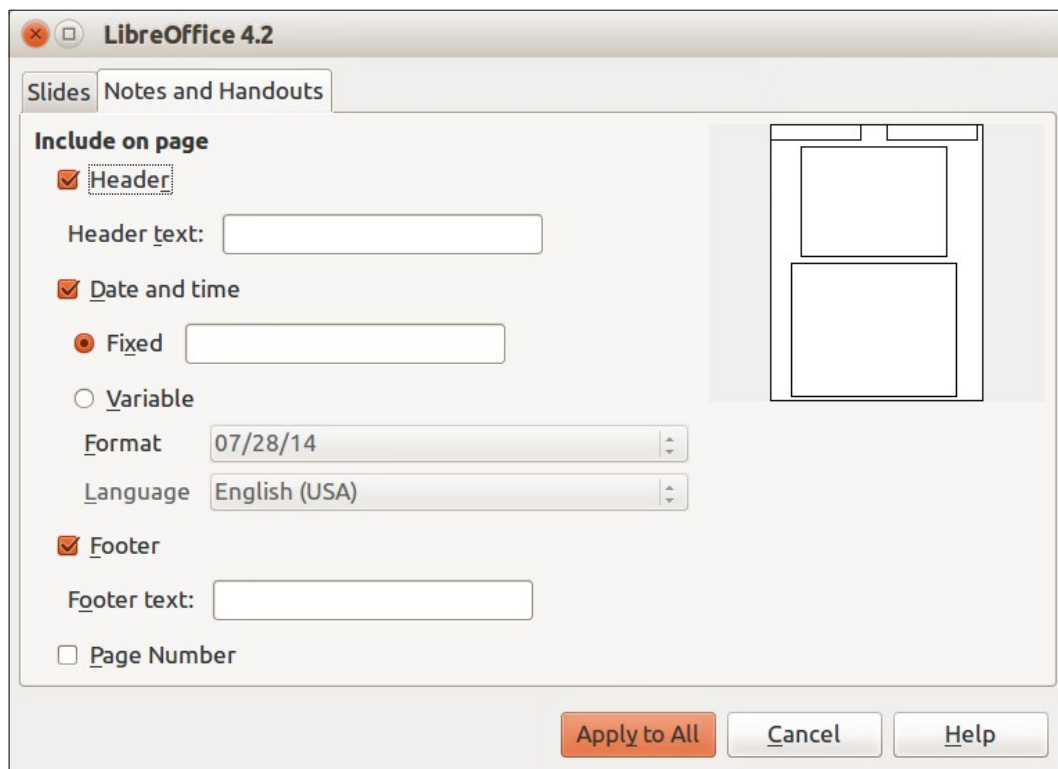 LibreOffice 4.2
Slides Notes and Handouts
Include on page
Header
Header text:
Date and time
Fixed
Variable
Format 07/28/14
Language English (USA)
Footer
Footer text:
Page Number
Apply to All Cancel Help